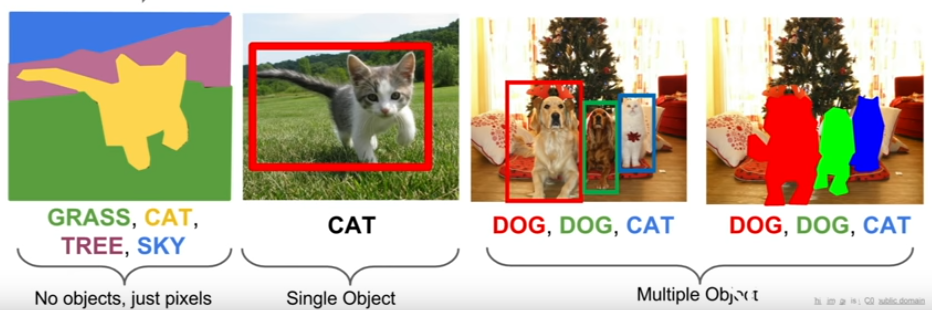 GRASS, CAT,
TREE, SKY
CAT
DOG, DOG, CAT
DOG, DOG, CAT
No objects, just pixels
Single Object
Multiple Object
public domain